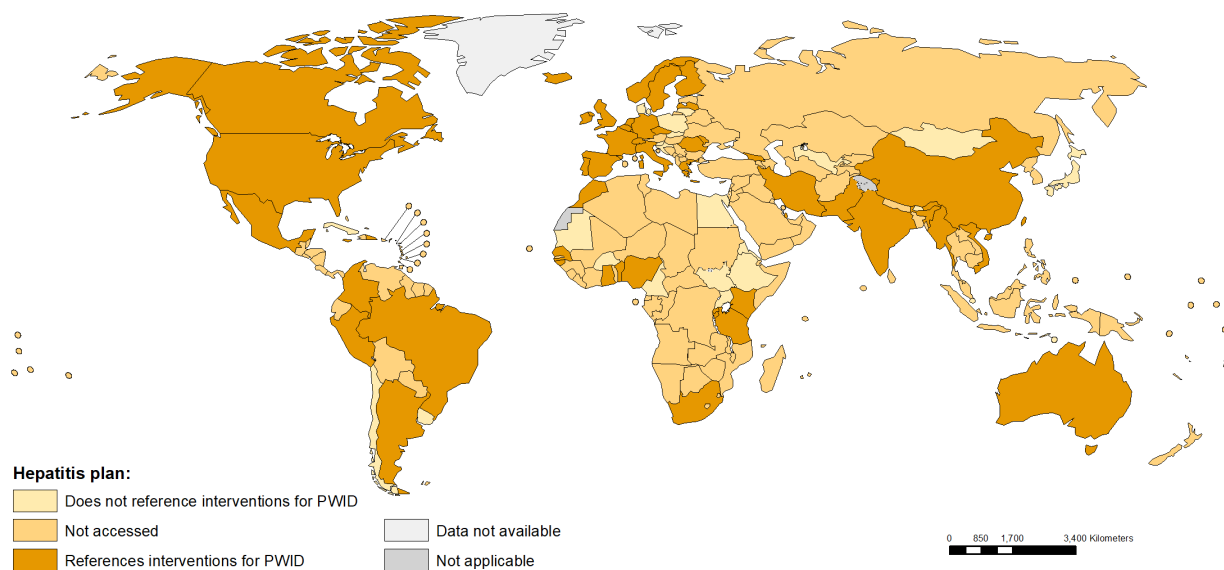 Hepatitis plan:
Does not reference interventions for PWID
Not accessed
References interventions for PWID
Data not available
Not applicable
0 850 1,700 3,400 Kilometers